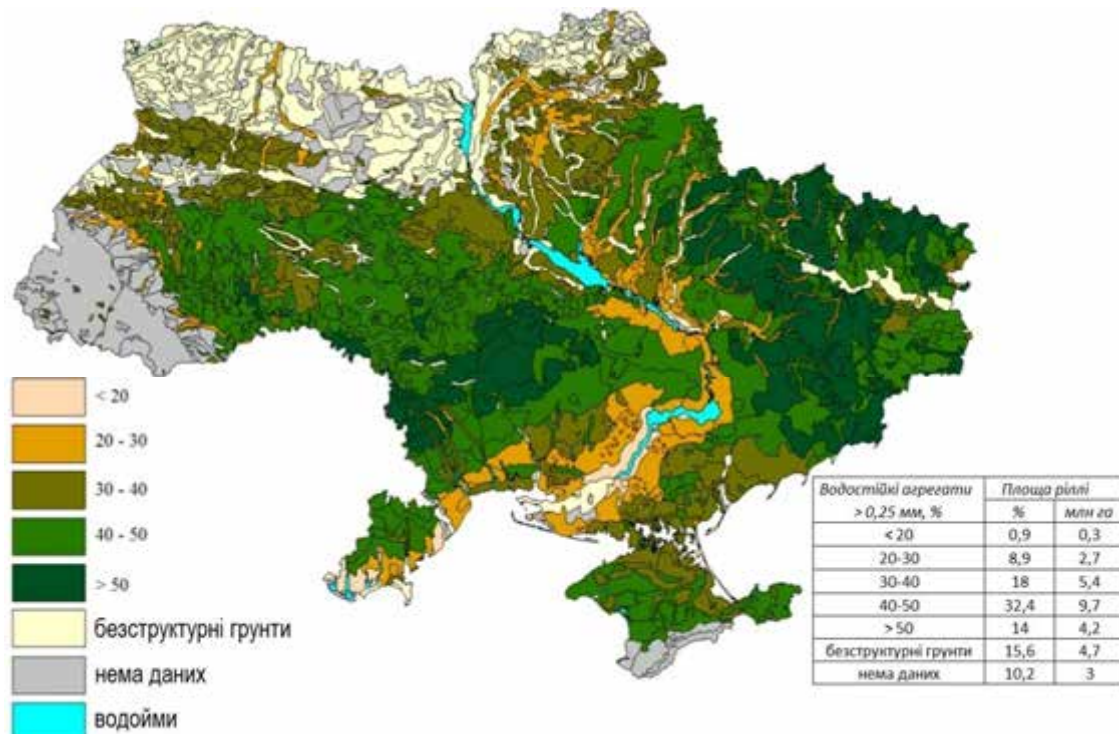 < 20
20 - 30
30 - 40
40 - 50
> 50
безструктурні грунти
нема даних
водойми
Водостійкі агрегати Площа ріллі
> 0,25 мм, % % млн га
<20 0,9 0,3
20-30 8,9 2,7
30-40 18 5,4
40-50 32,4 9,7
>50 14 4,2
безструктурні грунти 15,6 4,7
нема даних 10,2 3